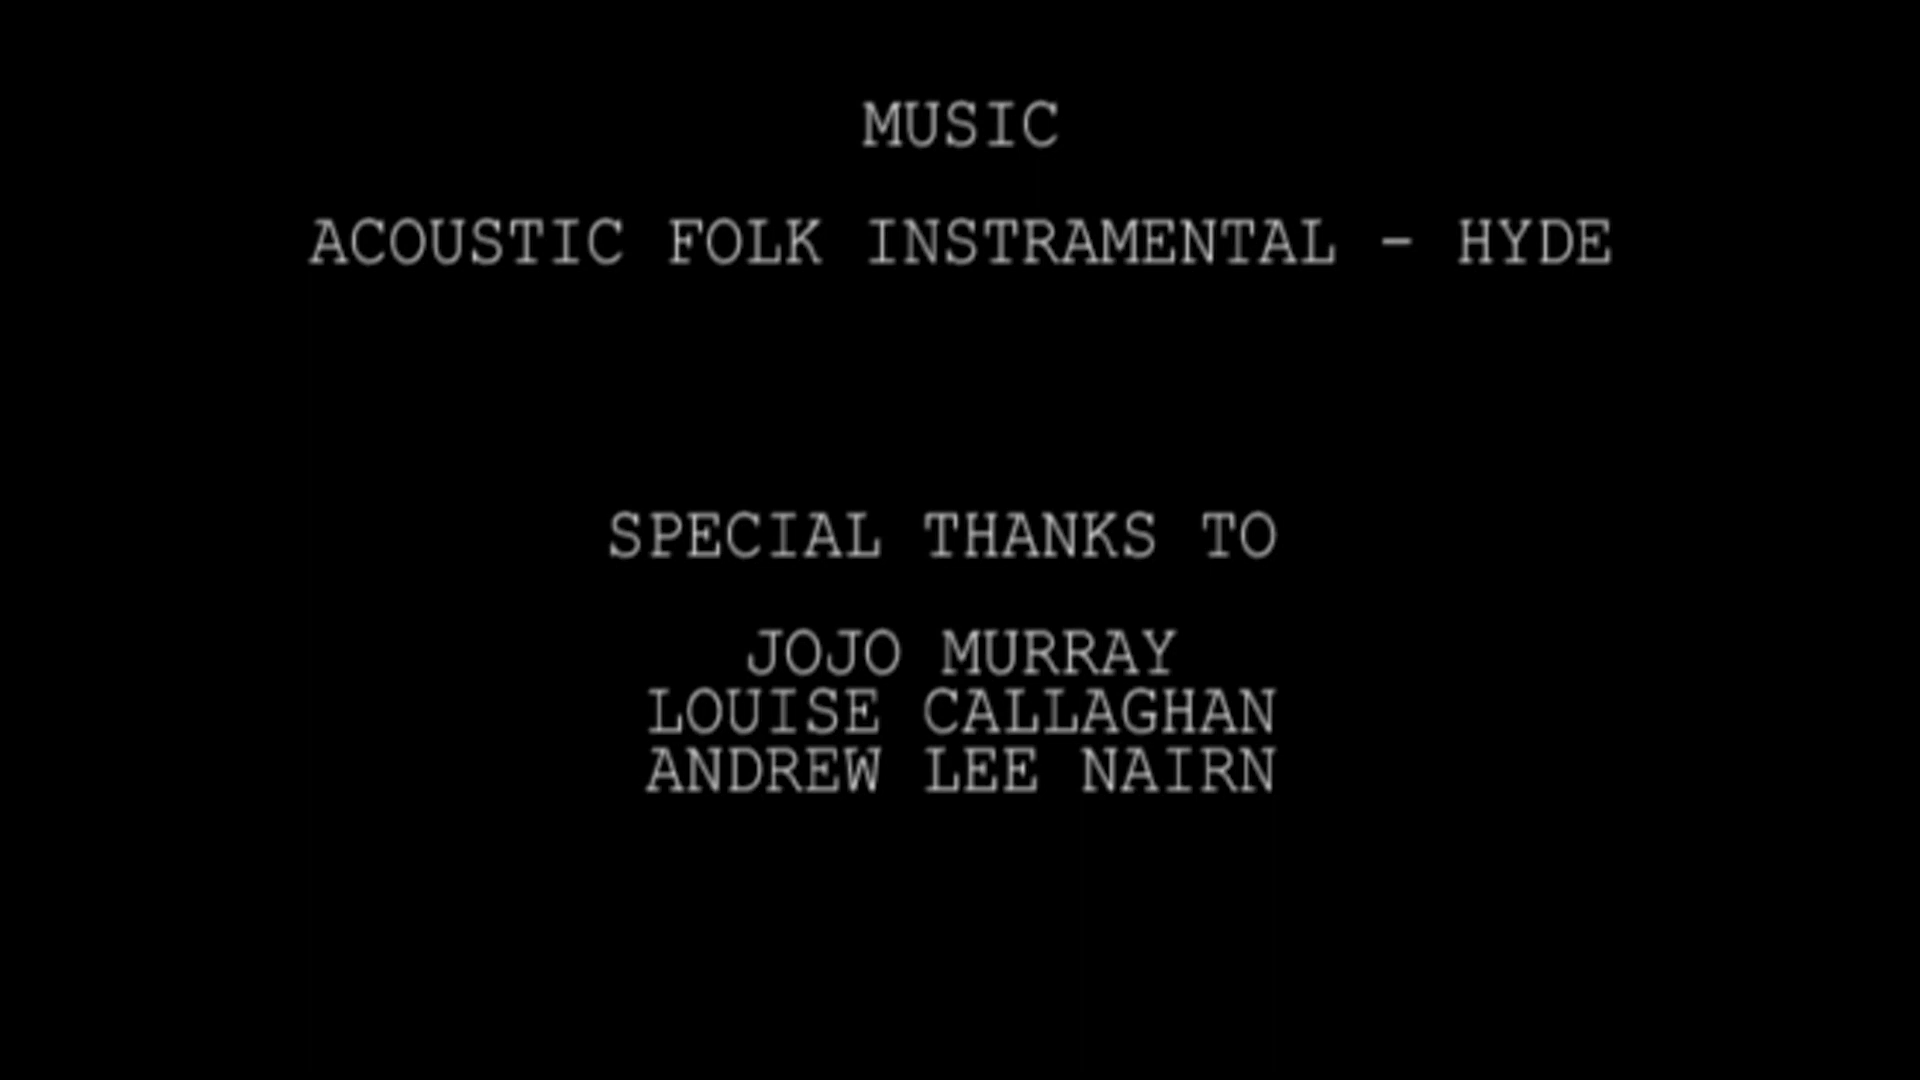 MUSIC
ACOUSTIC FOLK INSTRAMENTAL - HYDE
SPECIAL THANKS TO
JOJO MURRAY
LOUISE CALLAGHAN
ANDREW LEE NAIRN